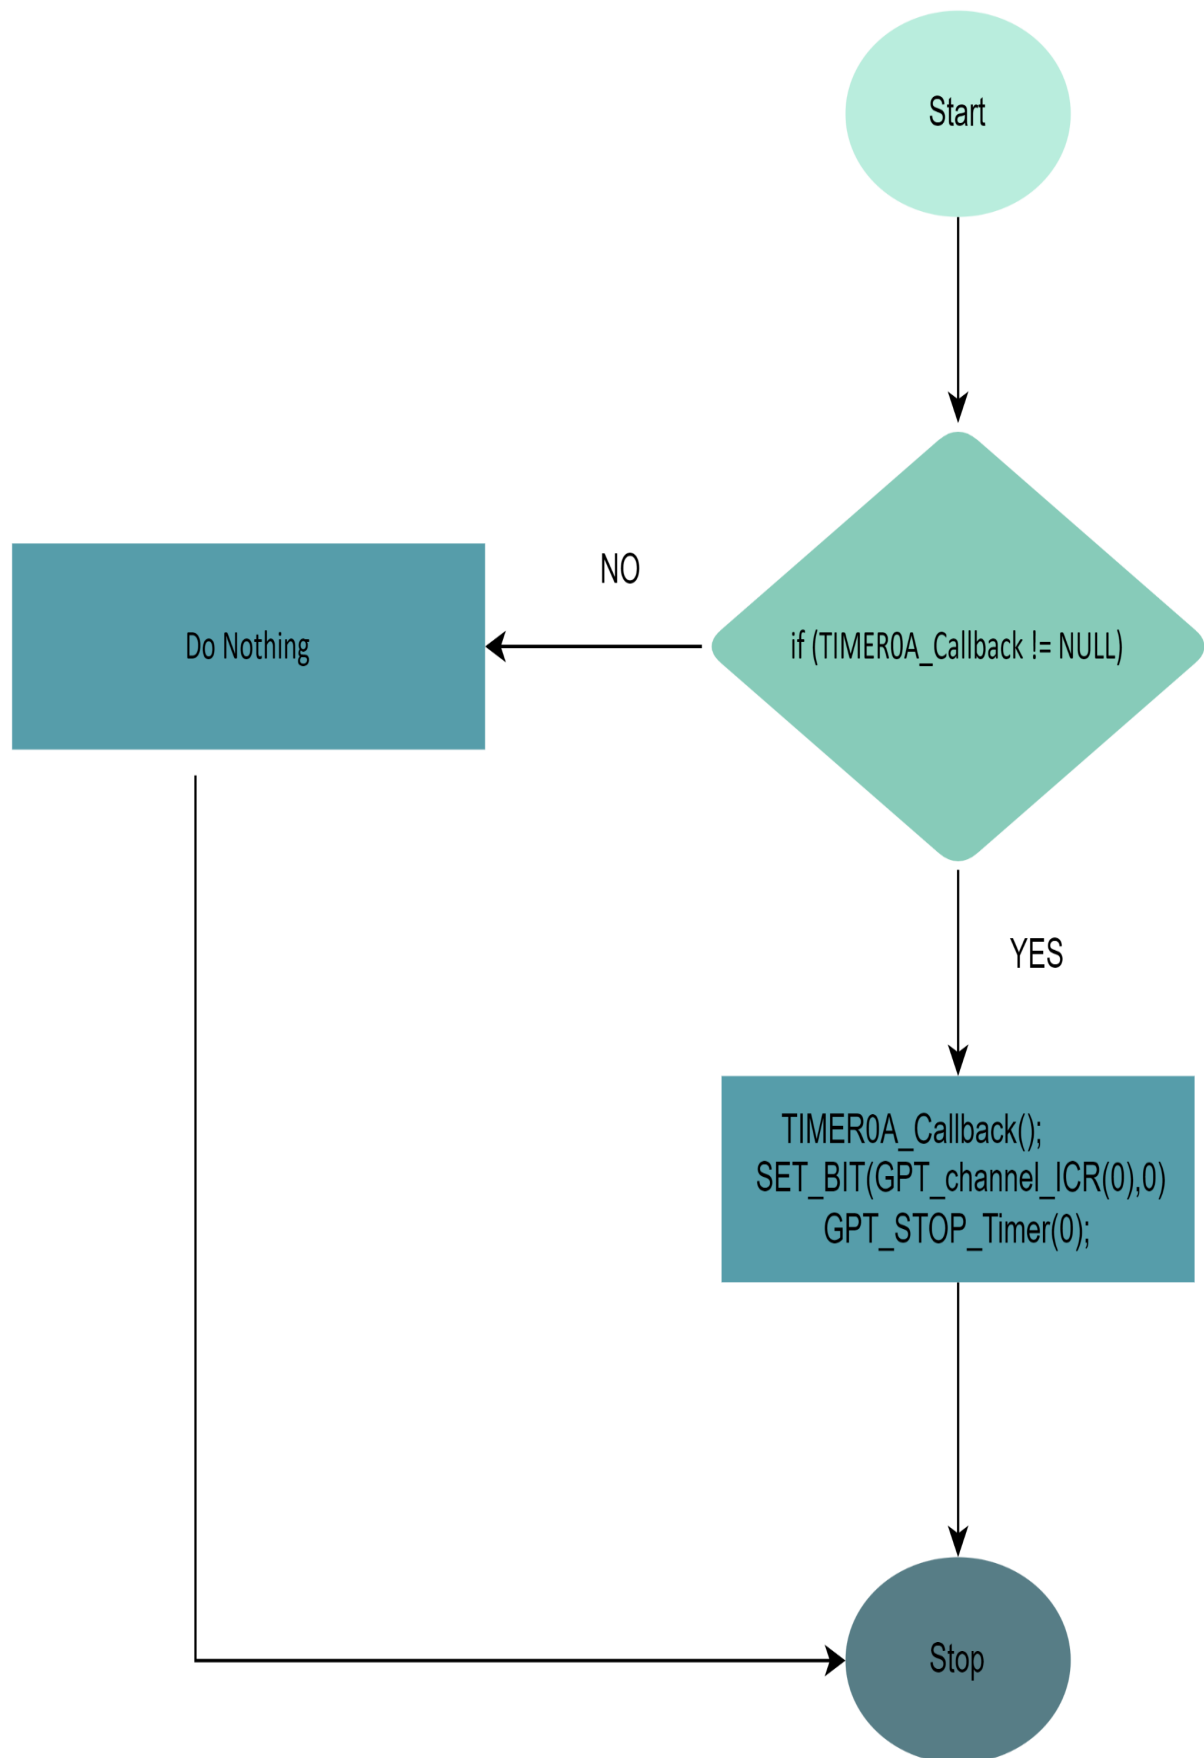 Start
NO
Do Nothing
if (TIMER0A_Callback != NULL)
YES
TIMER0A_Callback();
SET_BIT(GPT_channel_ICR(0),0)
GPT_STOP_Timer(0);
Stop